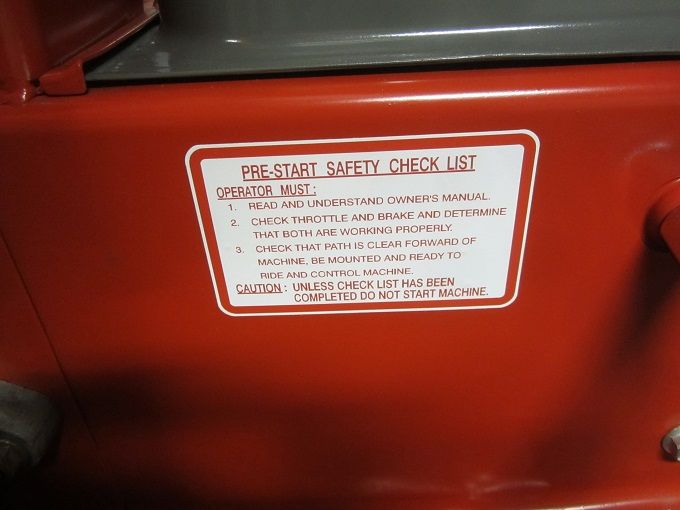 PRE-START SAFETY CHECK LIST
OPERATOR MUST:
1. READ AND UNDERSTAND OWNER'S MANUAL.
2. CHECK THROTTLE AND BRAKE AND DETERMINE
THAT BOTH ARE WORKING PROPERLY.
3. CHECK THAT PATH IS CLEAR FORWARD OF
MACHINE, BE MOUNTED AND READY TO
RIDE AND CONTROL MACHINE.
CAUTION: UNLESS CHECK LIST HAS BEEN
COMPLETED DO NOT START MACHINE.